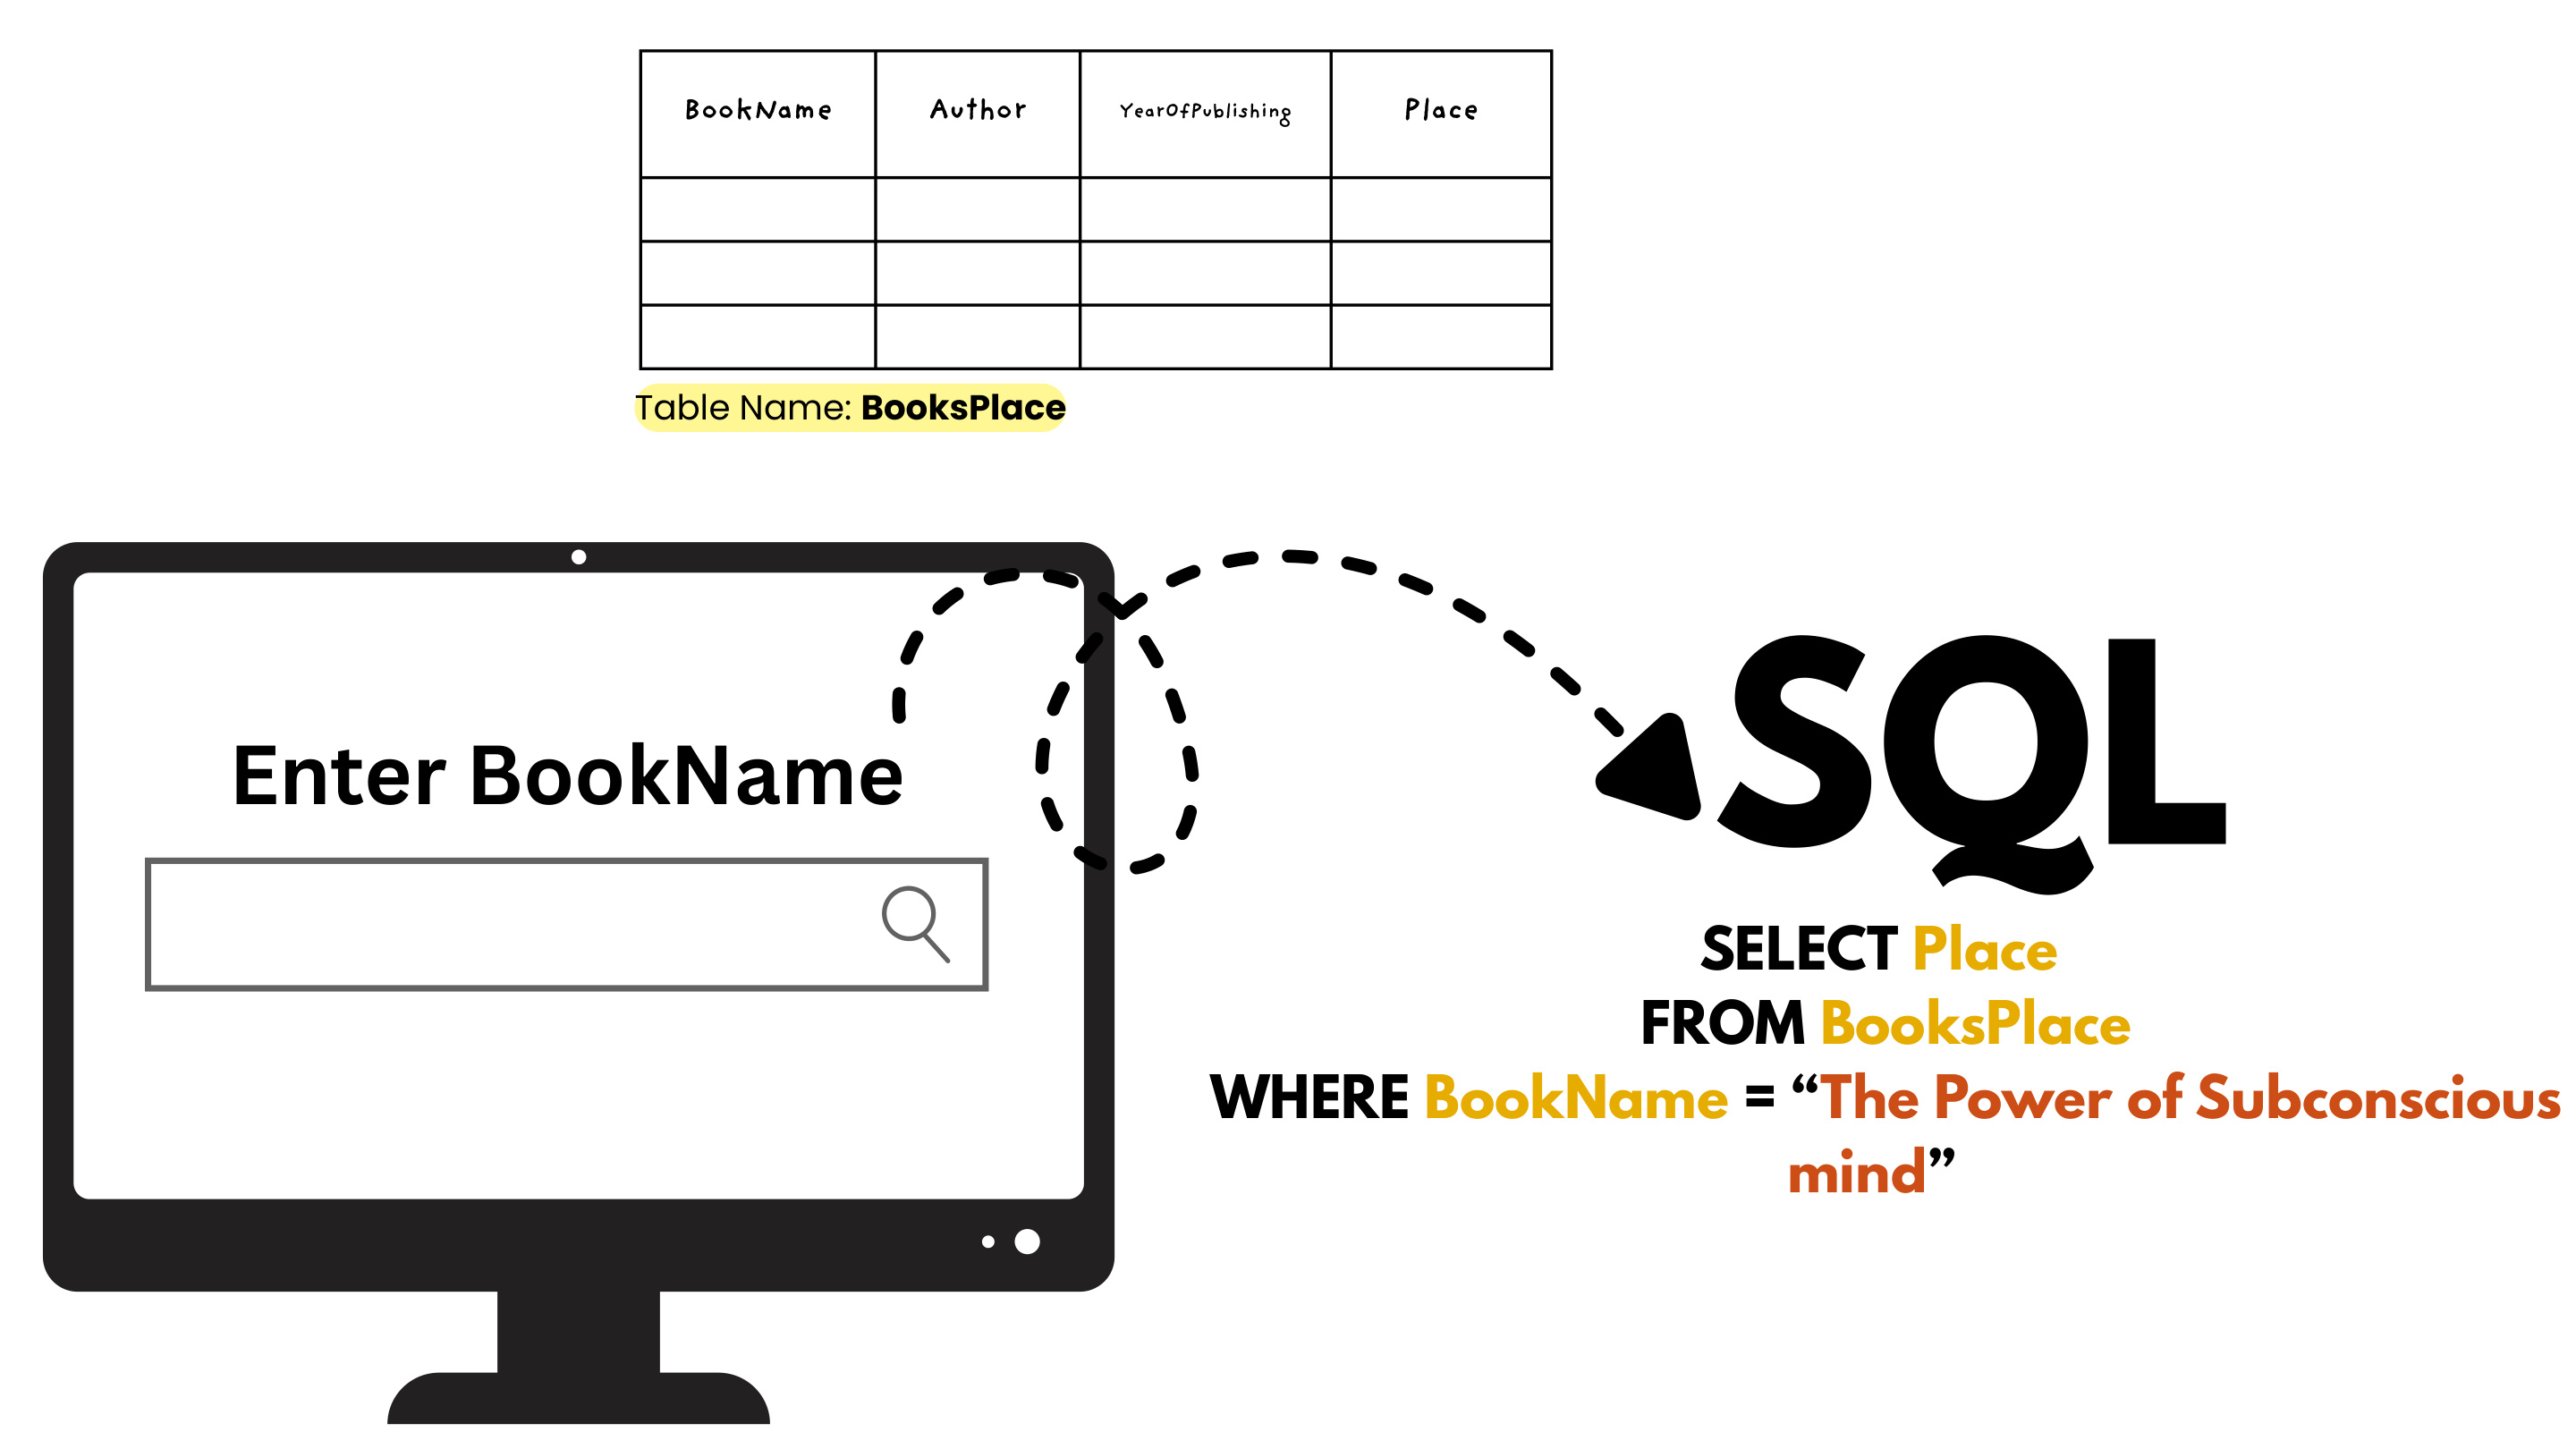 BookName Author YearOfPublishing Place
Table Name: BooksPlace
Enter BookName
SQL
SELECT Place
FROM BooksPlace
WHERE BookName = “The Power of Subconscious
mind”